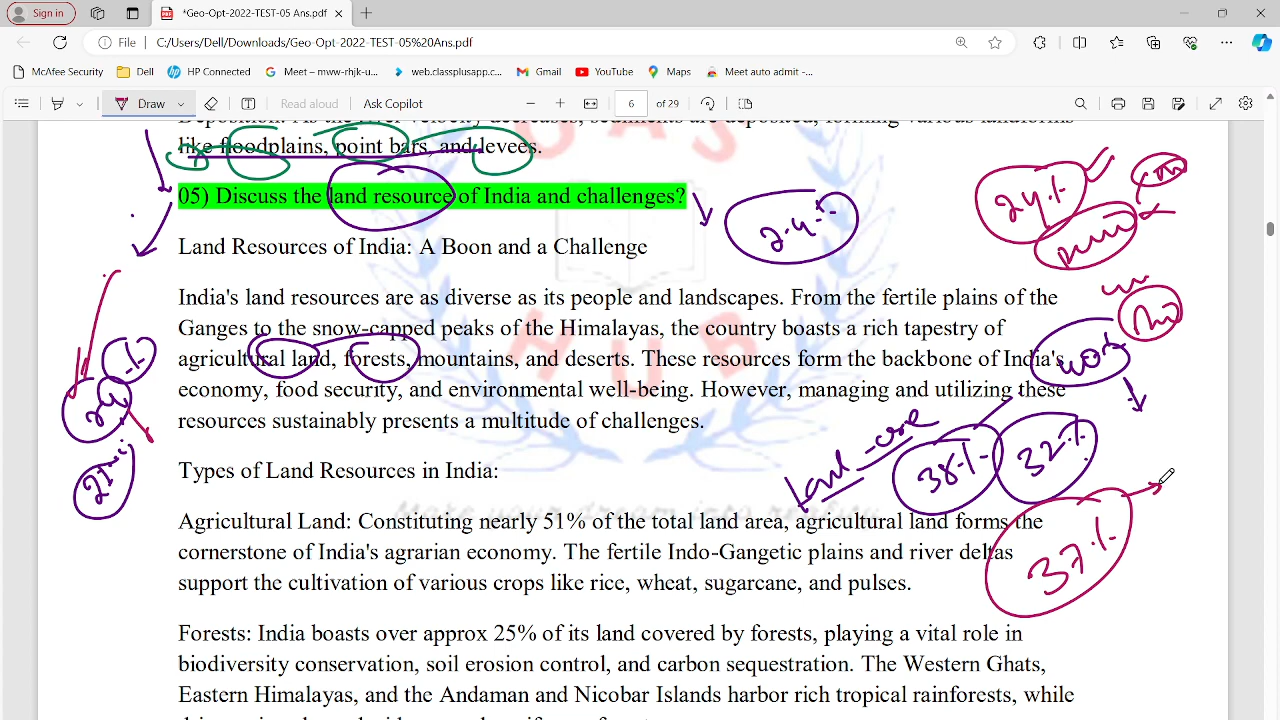 Sign in
*Geo-Opt-2022-TEST-05 Ans.pdf
File C:/Users/Dell/Downloads/Geo-Opt-2022-TEST-05%20Ans.pdf
McAfee Security Dell HP Connected Meet – mvw-rhjk-u... web.classplusapp.c... Gmail YouTube Maps Meet auto admit -...
Draw Read aloud Ask Copilot 6 of 29
like floodplains, point bars, and levees.
05) Discuss the land resource of India and challenges?
24%
2.4%
Land Resources of India: A Boon and a Challenge
India's land resources are as diverse as its people and landscapes. From the fertile plains of the
Ganges to the snow-capped peaks of the Himalayas, the country boasts a rich tapestry of
agricultural land, forests, mountains, and deserts. These resources form the backbone of India's
economy, food security, and environmental well-being. However, managing and utilizing these
resources sustainably presents a multitude of challenges.
24
land-use
38% 32%
Types of Land Resources in India:
Make your dream into reality
Agricultural Land: Constituting nearly 51% of the total land area, agricultural land forms the
cornerstone of India's agrarian economy. The fertile Indo-Gangetic plains and river deltas
37%
support the cultivation of various crops like rice, wheat, sugarcane, and pulses.
Forests: India boasts over approx 25% of its land covered by forests, playing a vital role in
biodiversity conservation, soil erosion control, and carbon sequestration. The Western Ghats,
Eastern Himalayas, and the Andaman and Nicobar Islands harbor rich tropical rainforests, while